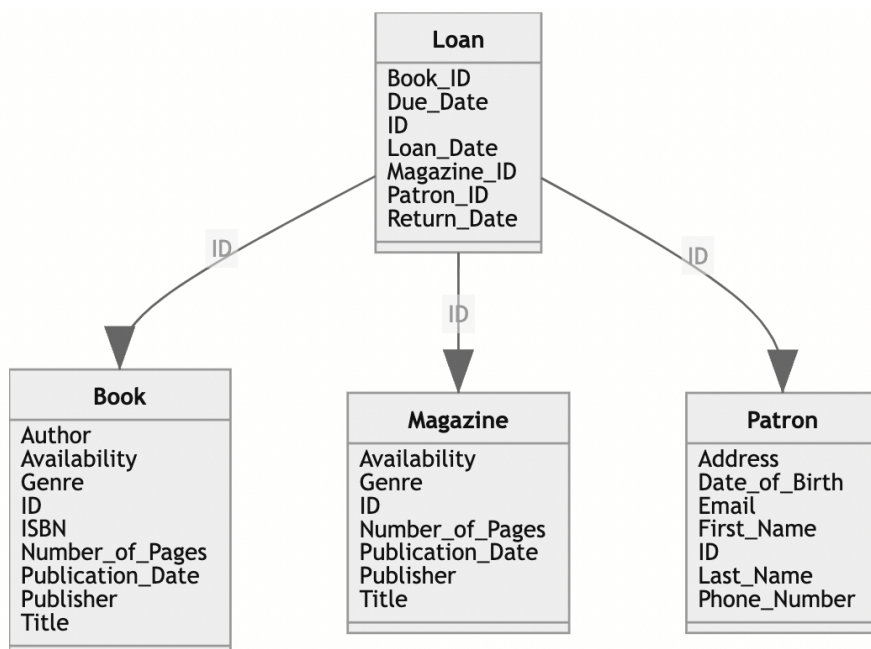 Loan
Book_ID
Due_Date
ID
Loan_Date
Magazine_ID
Patron_ID
Return_Date
ID
ID
ID
Book
Author
Availability
Genre
ID
ISBN
Number_of_Pages
Publication_Date
Publisher
Title
Magazine
Availability
Genre
ID
Number_of_Pages
Publication_Date
Publisher
Title
Patron
Address
Date_of_Birth
Email
First_Name
ID
Last_Name
Phone_Number